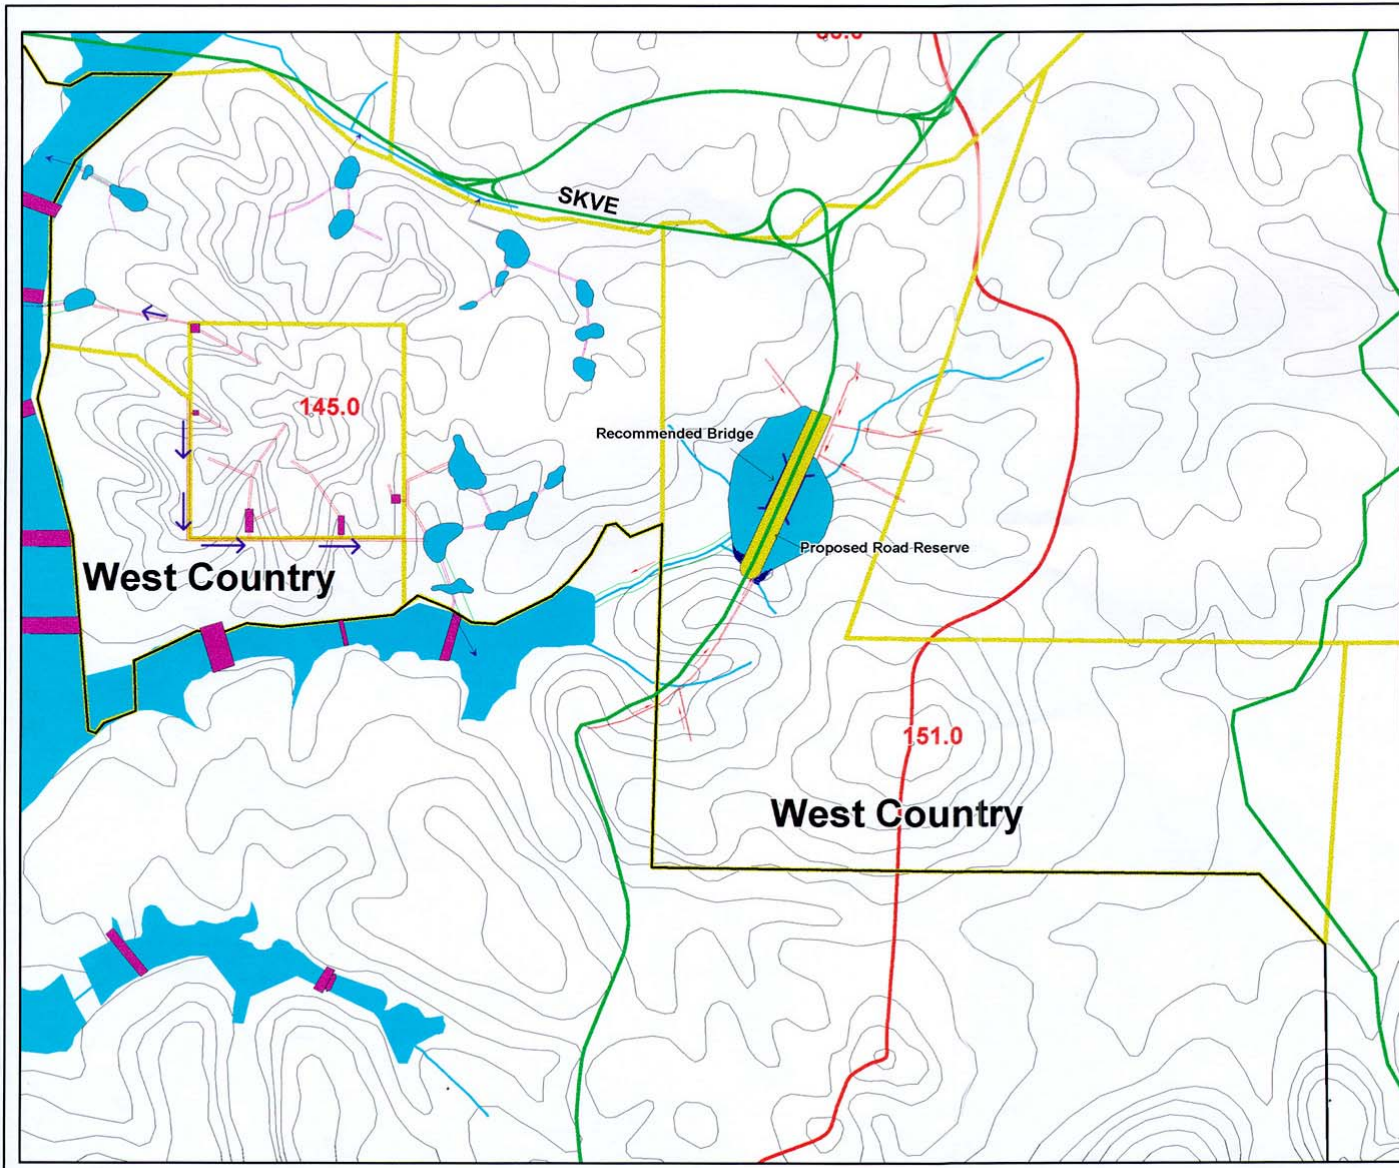 SKVE
145.0
Recommended Bridge
Proposed Road Reserve
West Country
151.0
West Country